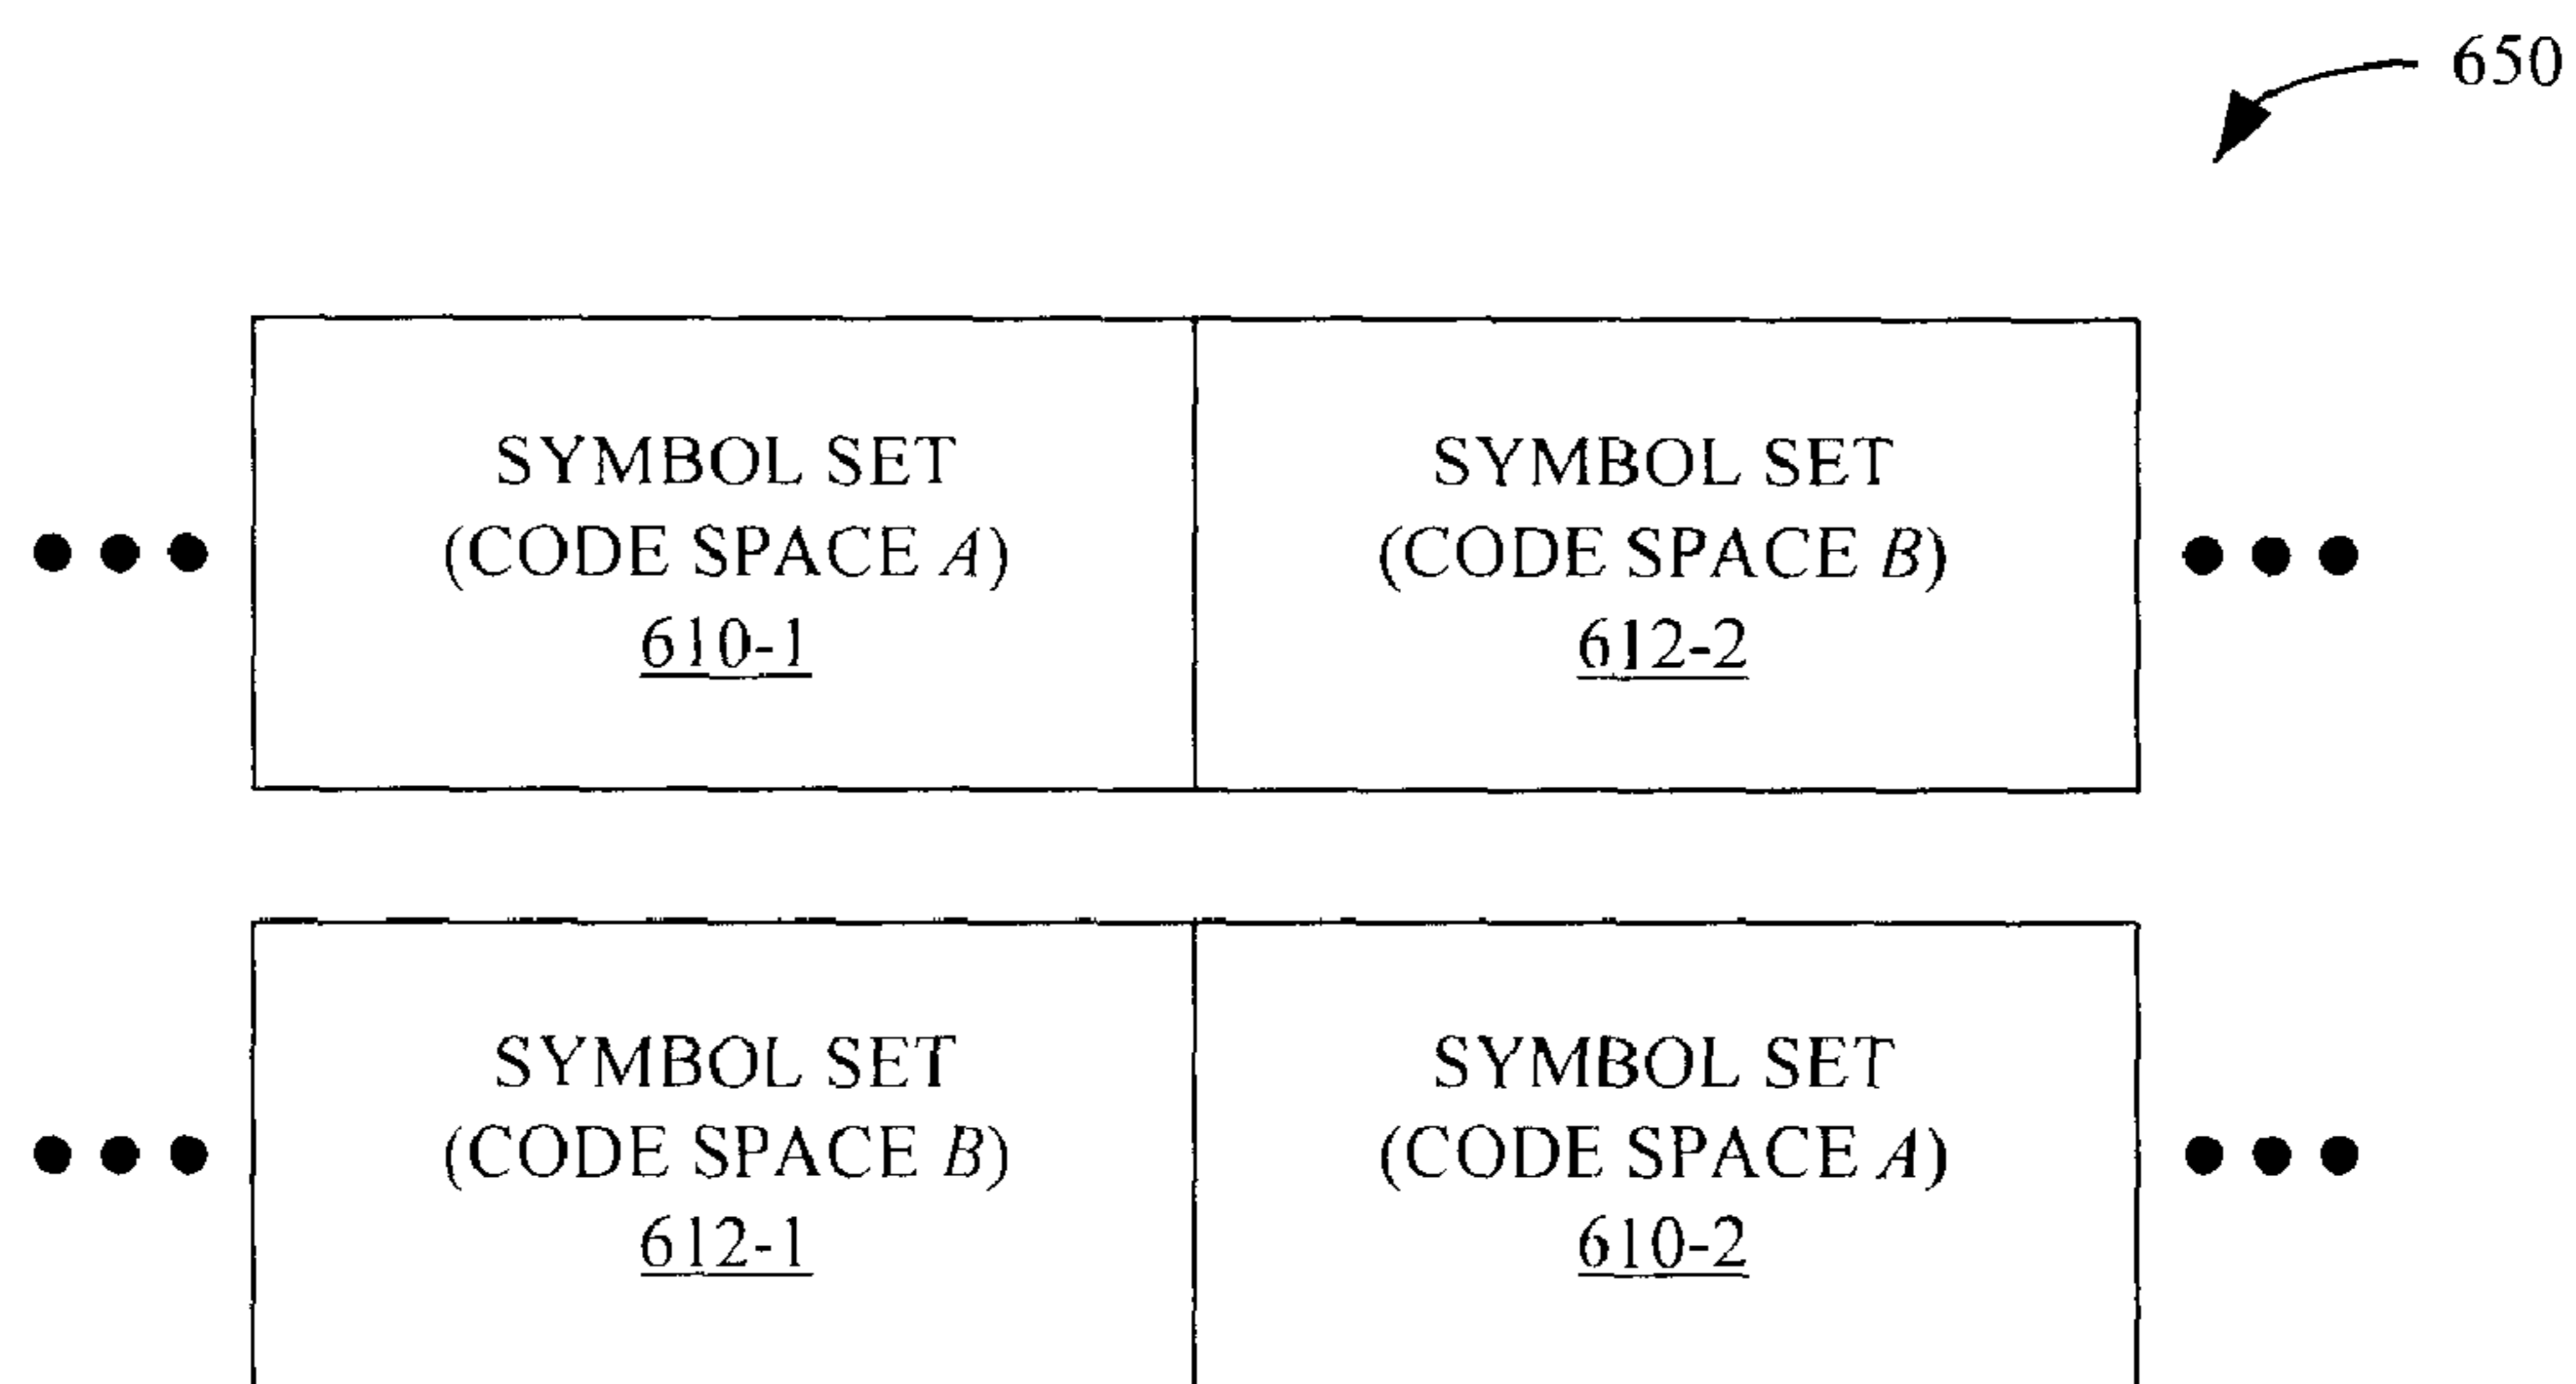 650
SYMBOL SET
(CODE SPACE A)
610-1
SYMBOL SET
(CODE SPACE B)
612-2
SYMBOL SET
(CODE SPACE B)
612-1
SYMBOL SET
(CODE SPACE A)
610-2